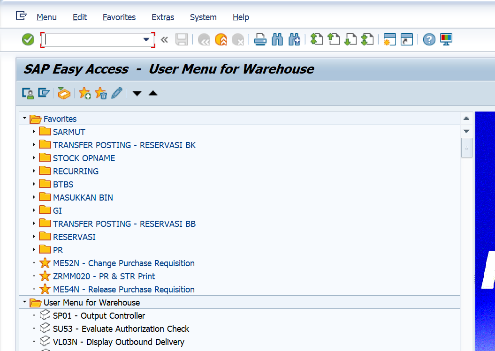 Menu Edit Favorites Extras System Help
SAP Easy Access - User Menu for Warehouse
Favorites
SARMUT
TRANSFER POSTING - RESERVASI BK
STOCK OPNAME
RECURRING
BTBS
MASUKKAN BIN
GI
TRANSFER POSTING - RESERVASI BB
RESERVASI
PR
ME52N - Change Purchase Requisition
ZRMM020 - PR & STR Print
ME54N - Release Purchase Requisition
User Menu for Warehouse
SP01 - Output Controller
SU53 - Evaluate Authorization Check
VL03N - Display Outbound Delivery